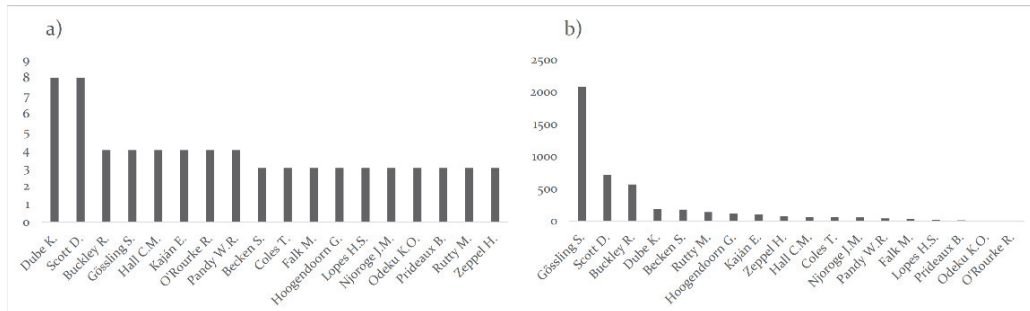 a)
9
8
7
6
5
4
3
2
1
0
Dube K.
Scott D.
Buckley R.
Gössling S.
Hall C.M.
Kaján E.
O'Rourke R.
Pandy W.R.
Becken S.
Coles T.
Falk M.
Hoogendoorn G.
Lopes H.S.
Njoroge J.M.
Odeku K.O.
Prideaux B.
Rutty M.
Zeppel H.
b)
2500
2000
1500
1000
500
0
Gössling S.
Scott D.
Buckley R.
Dube K.
Becken S.
Rutty M.
Hoogendoorn G.
Kaján E.
Zeppel H.
Hall C.M.
Coles T.
Njoroge J.M.
Pandy W.R.
Falk M.
Lopes H.S.
Prideaux B.
Odeku K.O.
O'Rourke R.